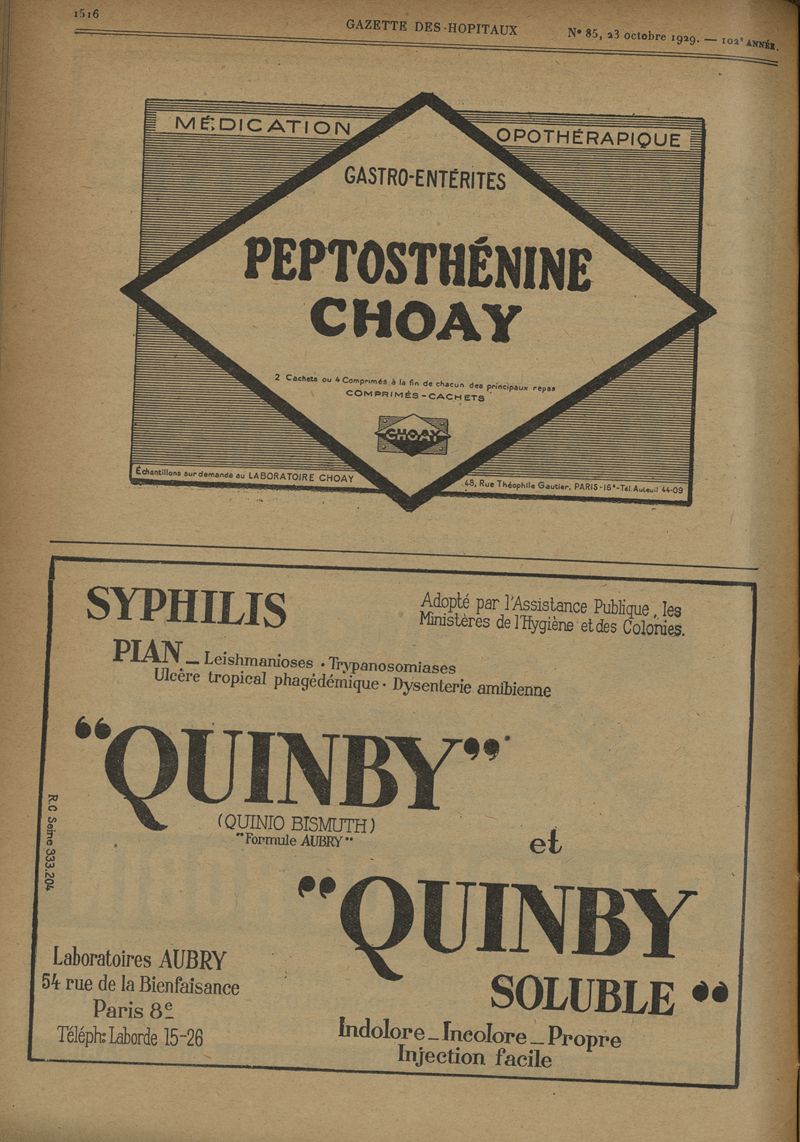 1516
GAZETTE DES HOPITAUX
N° 85, 23 octobre 1929. — 102e ANNÉE.
MÉDICATION
OPOTHÉRAPIQUE
GASTRO-ENTÉRITES
PEPTOSTHÉNINE
CHOAY
2 Cachets ou 4 Comprimés à la fin de chacun des principaux repas
COMPRIMÉS - CACHETS
CHOAY
Échantillons sur demande au LABORATOIRE CHOAY
48, Rue Théophile Gautier, PARIS-16e-Tél. Auteuil 44-09
SYPHILIS
Adopté par l'Assistance Publique, les
Ministères de l'Hygiène et des Colonies.
PIAN — Leishmanioses • Trypanosomiases
Ulcère tropical phagédémique • Dysenterie amibienne
“QUINBY”
(QUINIO BISMUTH)
“Formule AUBRY”
et
“QUINBY
SOLUBLE”
R.C Seine 333.204
Laboratoires AUBRY
54 rue de la Bienfaisance
Paris 8e
Téléph: Laborde 15-26
Indolore — Incolore — Propre
Injection facile